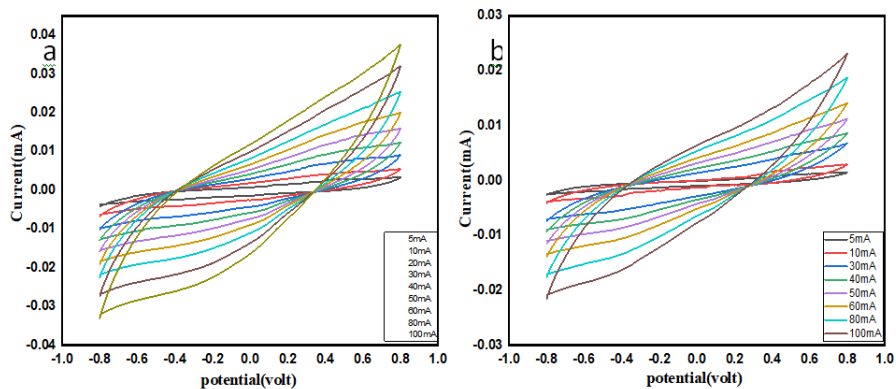 a
0.04
0.03
0.02
0.01
0.00
-0.01
-0.02
-0.03
-0.04
-1.0 -0.8 -0.6 -0.4 -0.2 0.0 0.2 0.4 0.6 0.8 1.0
Current(mA)
potential(volt)
5mA
10mA
20mA
30mA
40mA
50mA
60mA
80mA
100mA
b
0.03
0.02
0.01
0.00
-0.01
-0.02
-0.03
-1.0 -0.8 -0.6 -0.4 -0.2 0.0 0.2 0.4 0.6 0.8 1.0
Current(mA)
potential(volt)
5mA
10mA
30mA
40mA
50mA
60mA
80mA
100mA